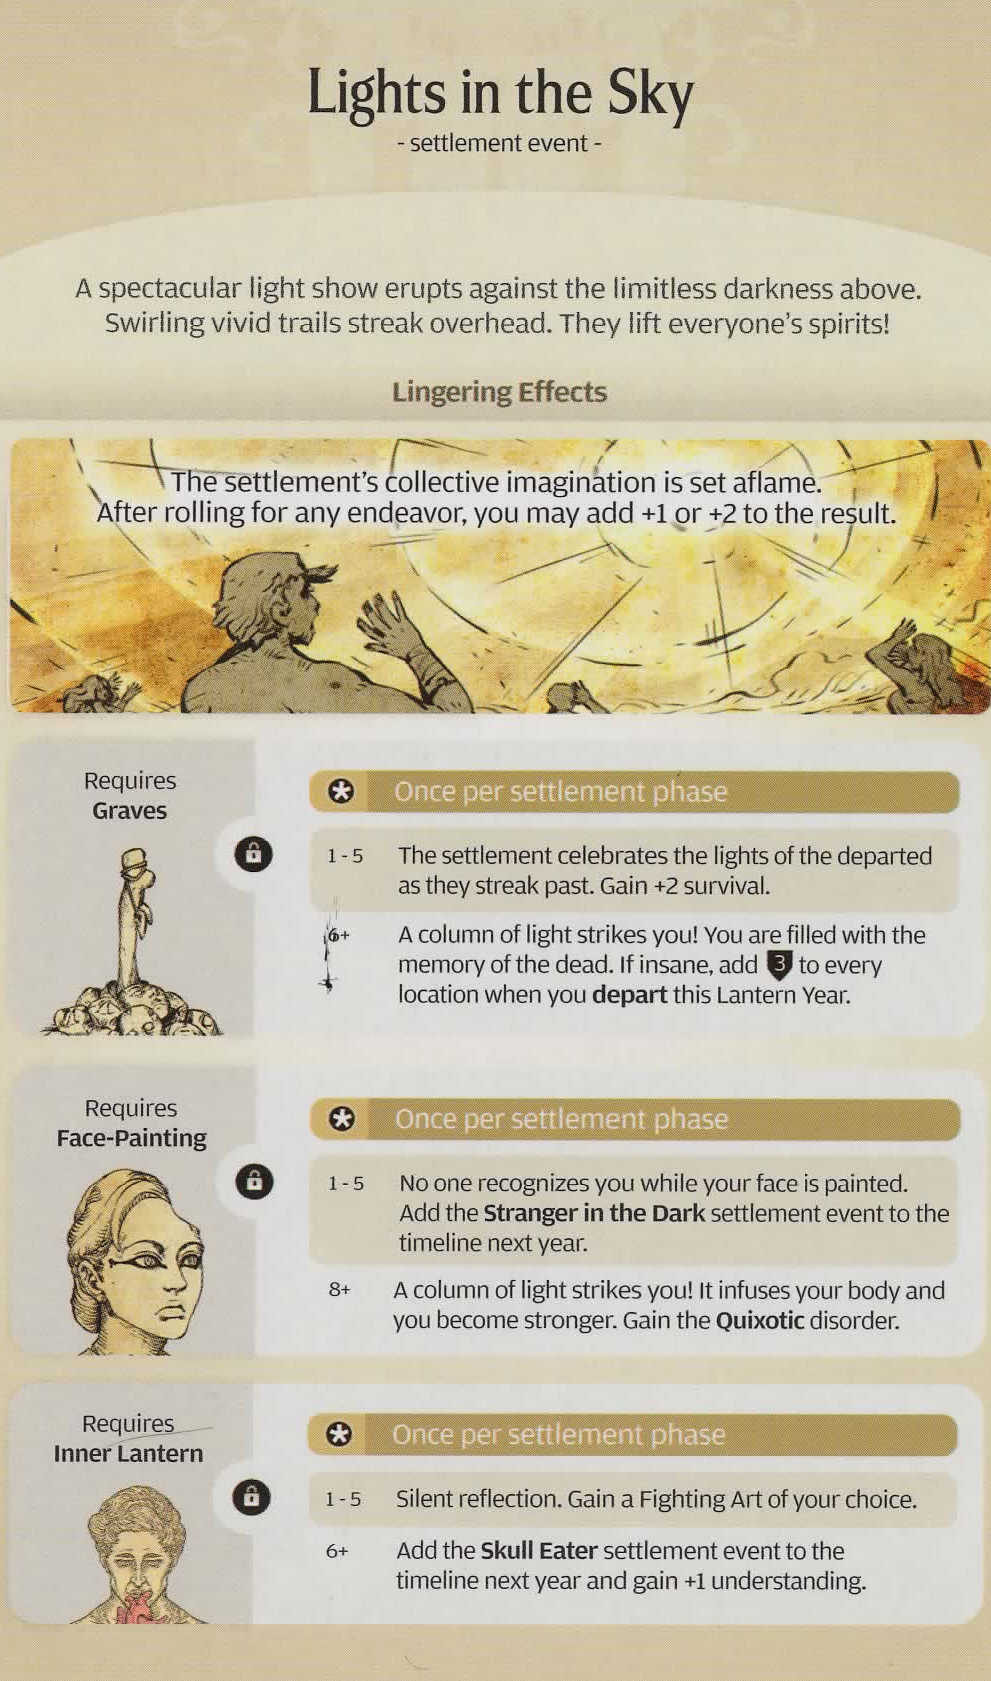 Lights in the Sky
- settlement event -
A spectacular light show erupts against the limitless darkness above.
Swirling vivid trails streak overhead. They lift everyone's spirits!
Lingering Effects
The settlement's collective imagination is set aflame.
After rolling for any endeavor, you may add +1 or +2 to the result.
Requires
Graves
Once per settlement phase
1 - 5 The settlement celebrates the lights of the departed
as they streak past. Gain +2 survival.
6+ A column of light strikes you! You are filled with the
memory of the dead. If insane, add 3 to every
location when you depart this Lantern Year.
Requires
Face-Painting
Once per settlement phase
1 - 5 No one recognizes you while your face is painted.
Add the Stranger in the Dark settlement event to the
timeline next year.
8+ A column of light strikes you! It infuses your body and
you become stronger. Gain the Quixotic disorder.
Requires
Inner Lantern
Once per settlement phase
1 - 5 Silent reflection. Gain a Fighting Art of your choice.
6+ Add the Skull Eater settlement event to the
timeline next year and gain +1 understanding.